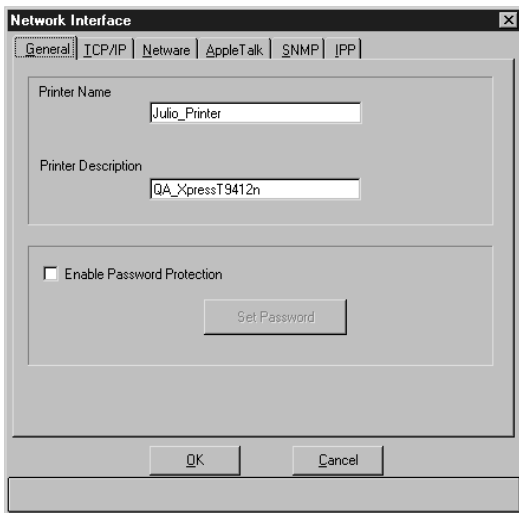 Network Interface
General TCP/IP Netware AppleTalk SNMP IPP
Printer Name
Julio_Printer
Printer Description
QA_XpressT9412n
Enable Password Protection
Set Password
OK Cancel